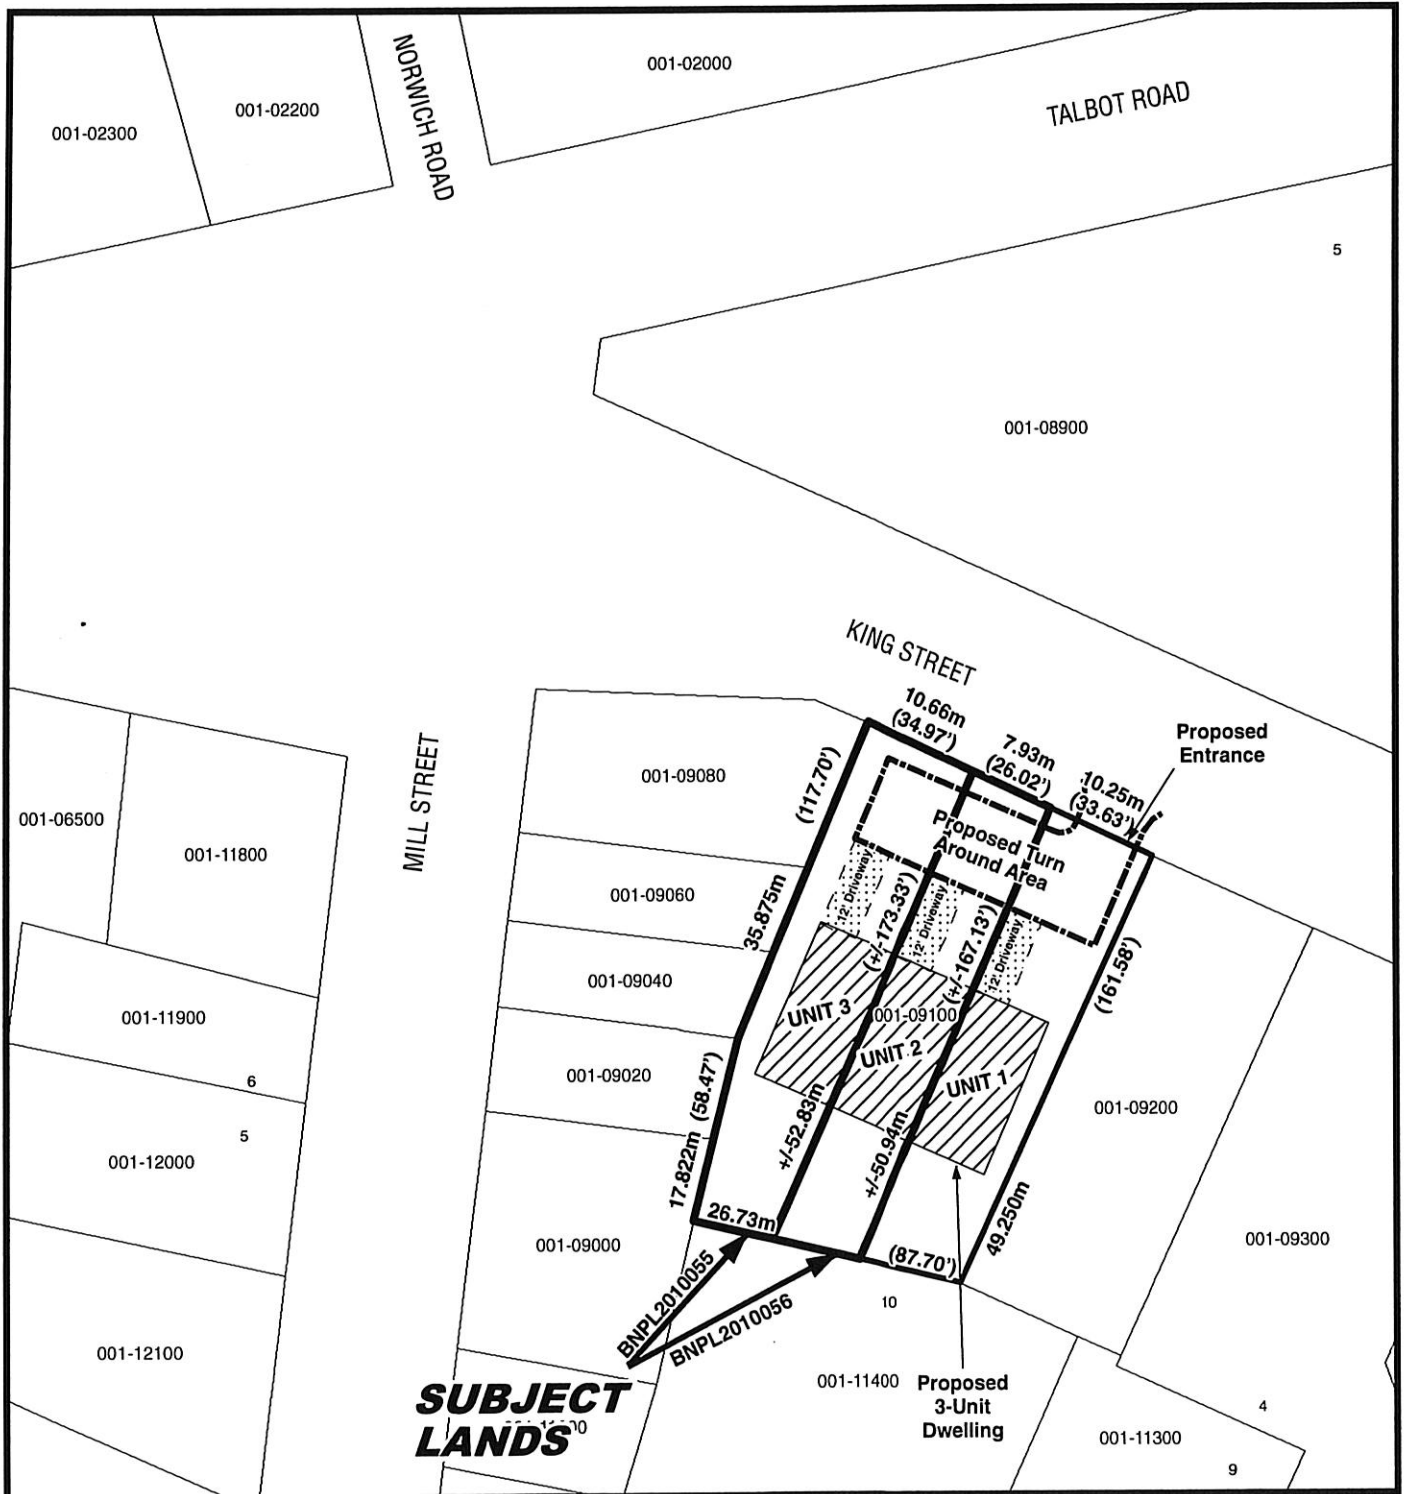 001-02000
001-02200
001-02300
NORWICH ROAD
TALBOT ROAD
5
001-08900
KING STREET
10.66m
(34.97')
7.93m
(26.02')
10.25m
(33.63')
Proposed
Entrance
MILL STREET
001-09080
(117.70')
001-06500
001-11800
Proposed Turn
Around Area
001-09060
12' Driveway
(+/-173.33')
12' Driveway
(+/-167.13')
12' Driveway
35.875m
(161.58')
001-09040
001-11900
UNIT 3
001-09100
UNIT 2
UNIT 1
001-09020
6
5
(58.47')
17.822m
+/-52.83m
+/-50.94m
001-09200
001-12000
49.250m
26.73m
(87.70')
001-09000
001-09300
BNPL2010055
BNPL2010056
10
001-12100
001-11400
Proposed
3-Unit
Dwelling
SUBJECT
LANDS
4
001-11300
9